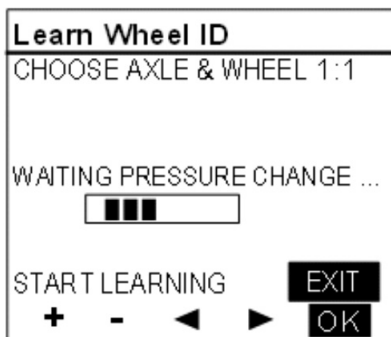 Learn Wheel ID
CHOOSE AXLE & WHEEL 1:1
WAITING PRESSURE CHANGE ...
START LEARNING EXIT
+ - ◄ ► OK